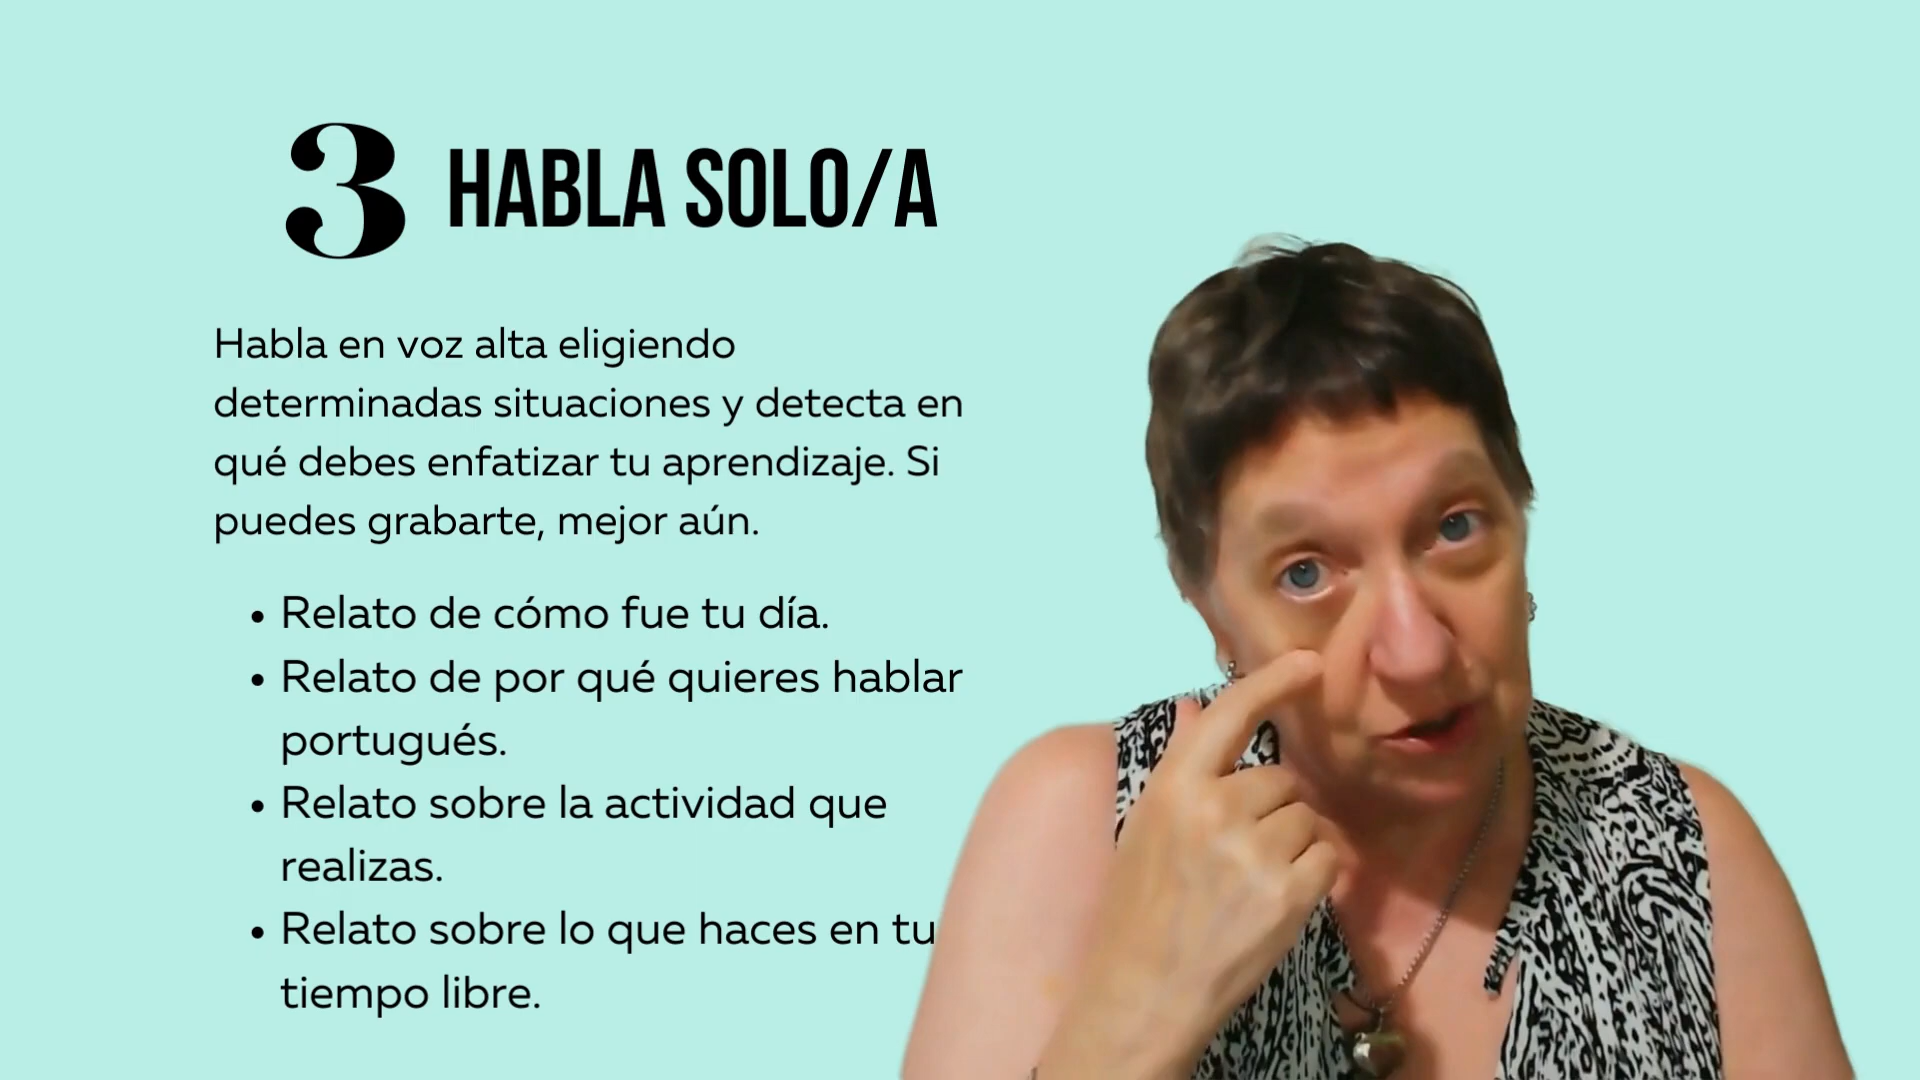 3 HABLA SOLO/A
Habla en voz alta eligiendo
determinadas situaciones y detecta en
qué debes enfatizar tu aprendizaje. Si
puedes grabarte, mejor aún.
• Relato de cómo fue tu día.
• Relato de por qué quieres hablar
portugués.
• Relato sobre la actividad que
realizas.
• Relato sobre lo que haces en tu
tiempo libre.